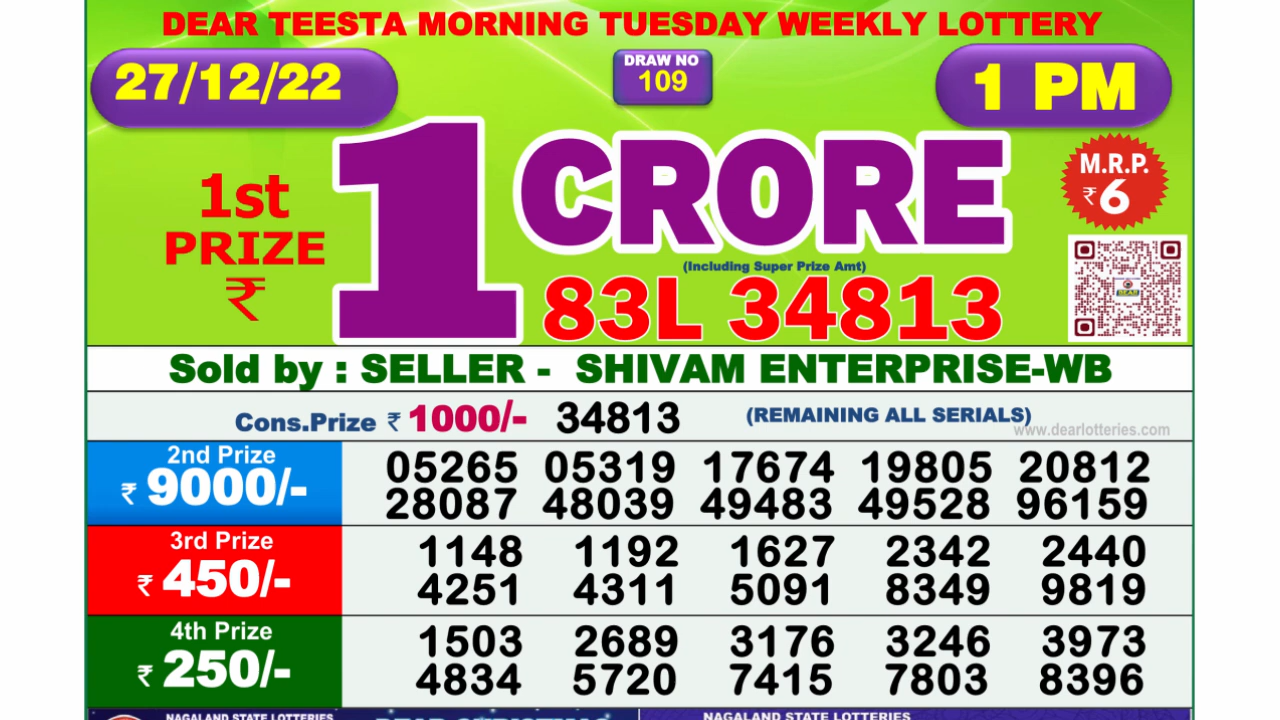 DEAR TEESTA MORNING TUESDAY WEEKLY LOTTERY
27/12/22
DRAW NO
109
1 PM
1st
PRIZE
₹
1 CRORE
(Including Super Prize Amt)
83L 34813
M.R.P.
₹ 6
DEAR
Sold by : SELLER - SHIVAM ENTERPRISE-WB
Cons.Prize ₹ 1000/- 34813 (REMAINING ALL SERIALS)
www.dearlotteries.com
2nd Prize
₹ 9000/-
05265 05319 17674 19805 20812
28087 48039 49483 49528 96159
3rd Prize
₹ 450/-
1148 1192 1627 2342 2440
4251 4311 5091 8349 9819
4th Prize
₹ 250/-
1503 2689 3176 3246 3973
4834 5720 7415 7803 8396
NAGALAND STATE LOTTERIES
DEAR CHRISTMAS
NAGALAND STATE LOTTERIES